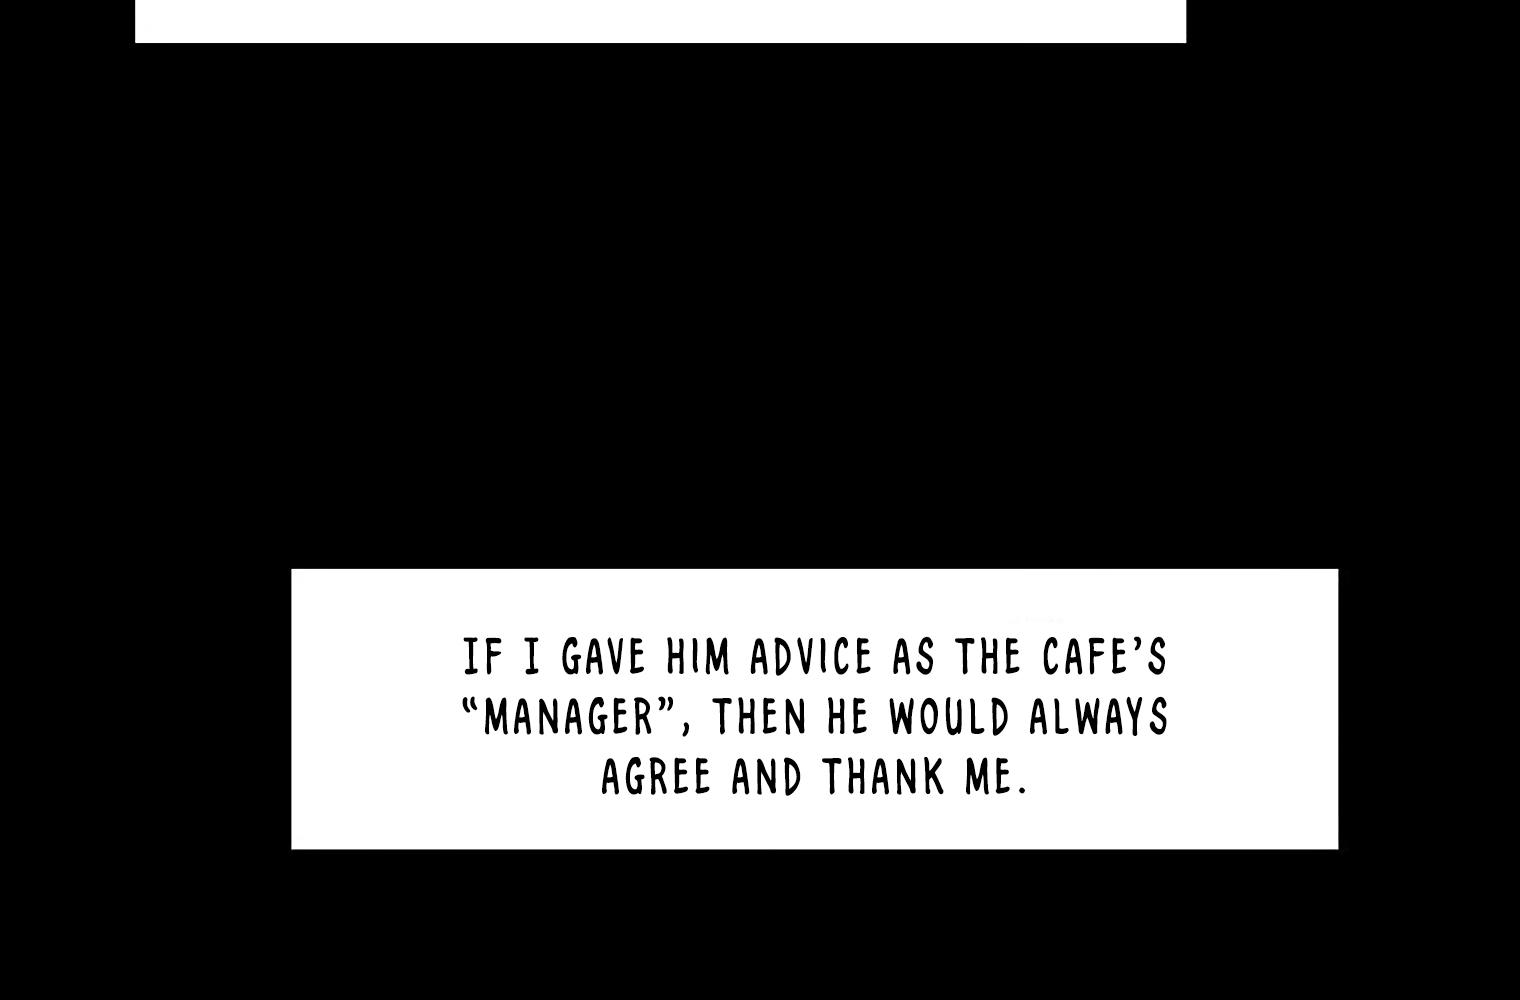 IF I GAVE HIM ADVICE AS THE CAFE'S
“MANAGER”, THEN HE WOULD ALWAYS
AGREE AND THANK ME.